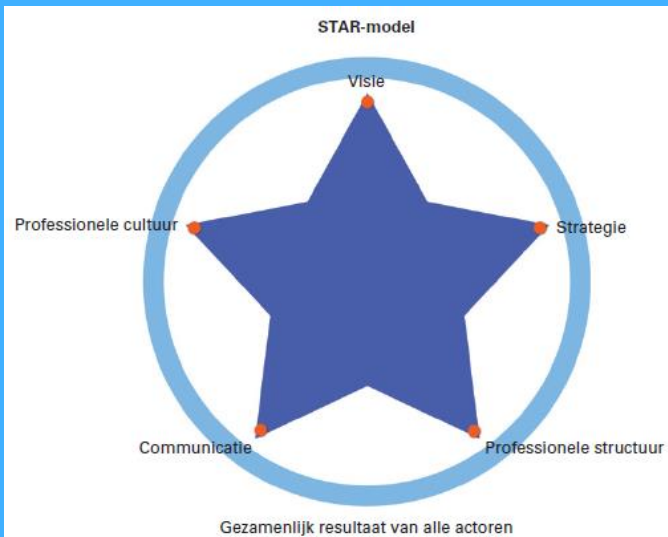 STAR-model
Visie
Professionele cultuur
Strategie
Communicatie
Professionele structuur
Gezamenlijk resultaat van alle actoren